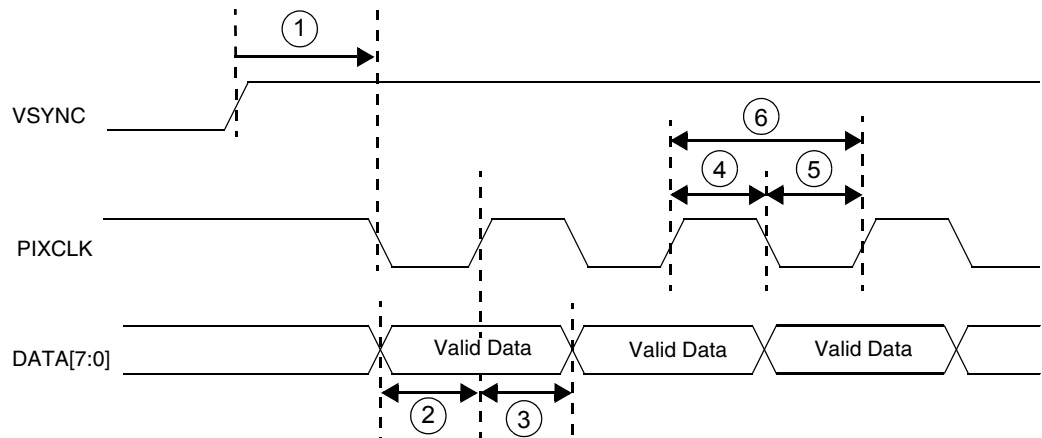 1
VSYNC
6
4 5
PIXCLK
DATA[7:0] Valid Data Valid Data Valid Data
2 3